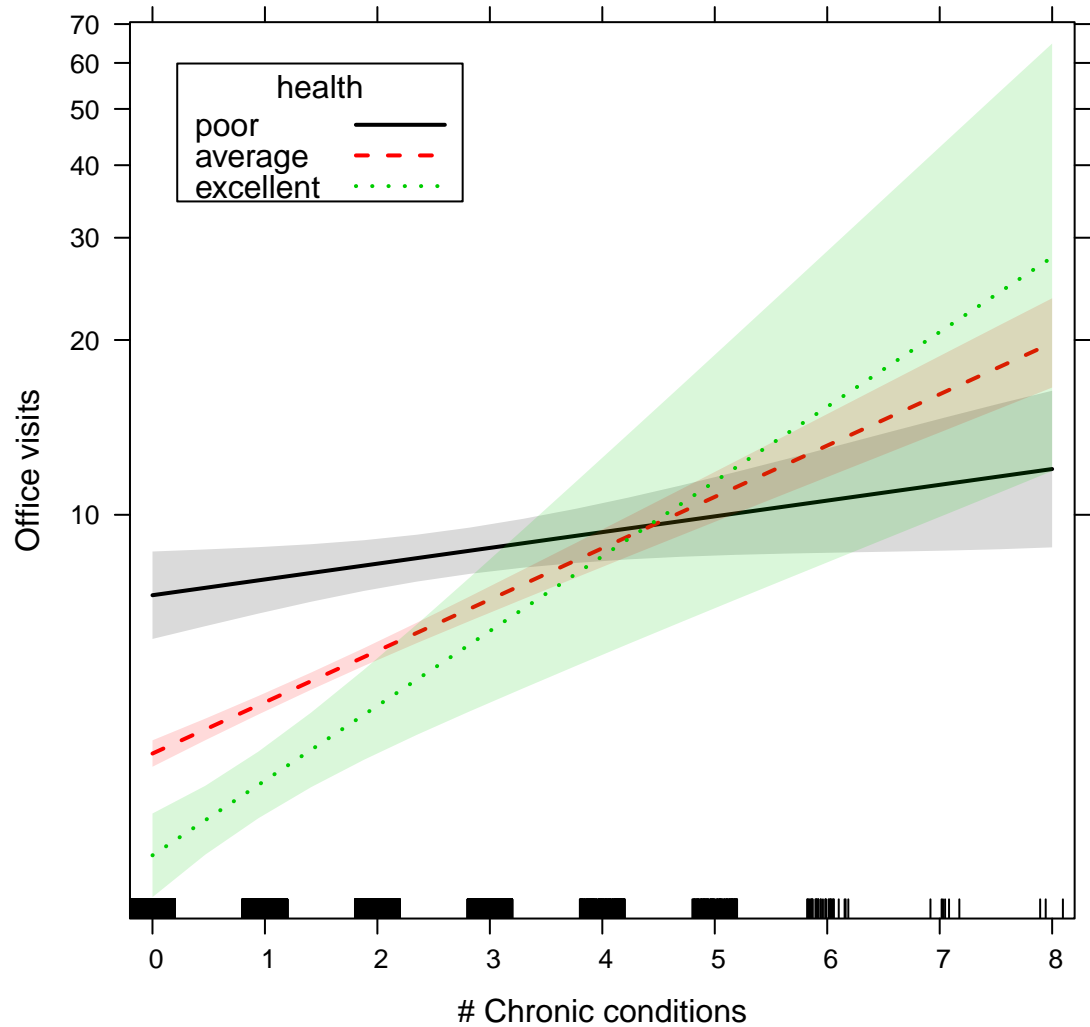 70
60
50
40
30
20
10
Office visits
health
poor
average
excellent
0 1 2 3 4 5 6 7 8
# Chronic conditions